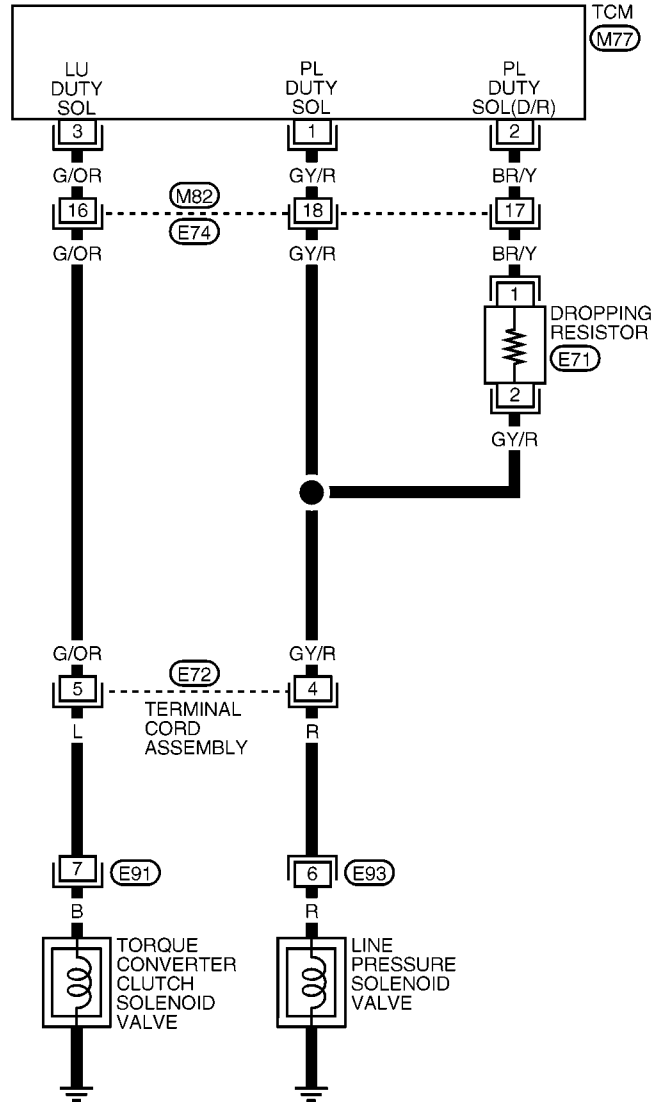 TCM
M77
LU
DUTY
SOL
PL
DUTY
SOL
PL
DUTY
SOL(D/R)
3
1
2
G/OR
GY/R
BR/Y
M82
16
18
17
E74
G/OR
GY/R
BR/Y
1
DROPPING
RESISTOR
E71
2
GY/R
G/OR
GY/R
E72
5
4
TERMINAL
CORD
ASSEMBLY
L
R
7
E91
6
E93
B
R
TORQUE
CONVERTER
CLUTCH
SOLENOID
VALVE
LINE
PRESSURE
SOLENOID
VALVE